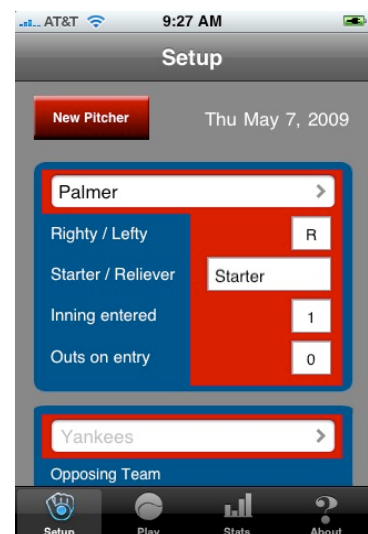 AT&T 9:27 AM
Setup
New Pitcher Thu May 7, 2009
Palmer
Righty / Lefty R
Starter / Reliever Starter
Inning entered 1
Outs on entry 0
Yankees
Opposing Team
Setup Play Stats About